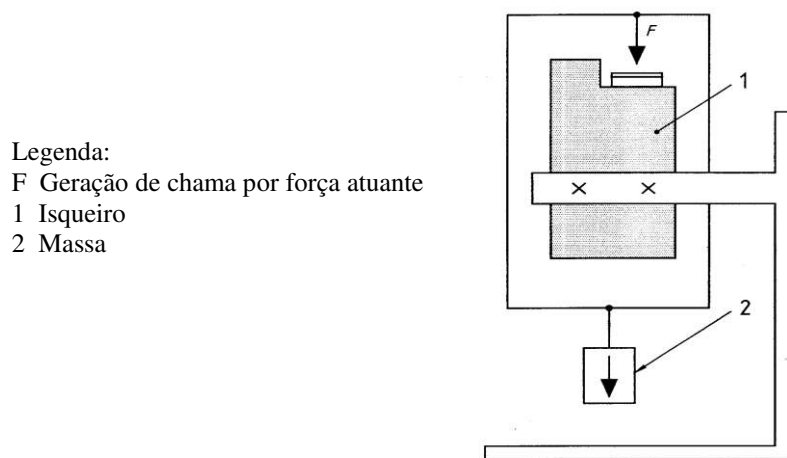 Legenda:
F Geração de chama por força atuante
1 Isqueiro
2 Massa
F
1
2